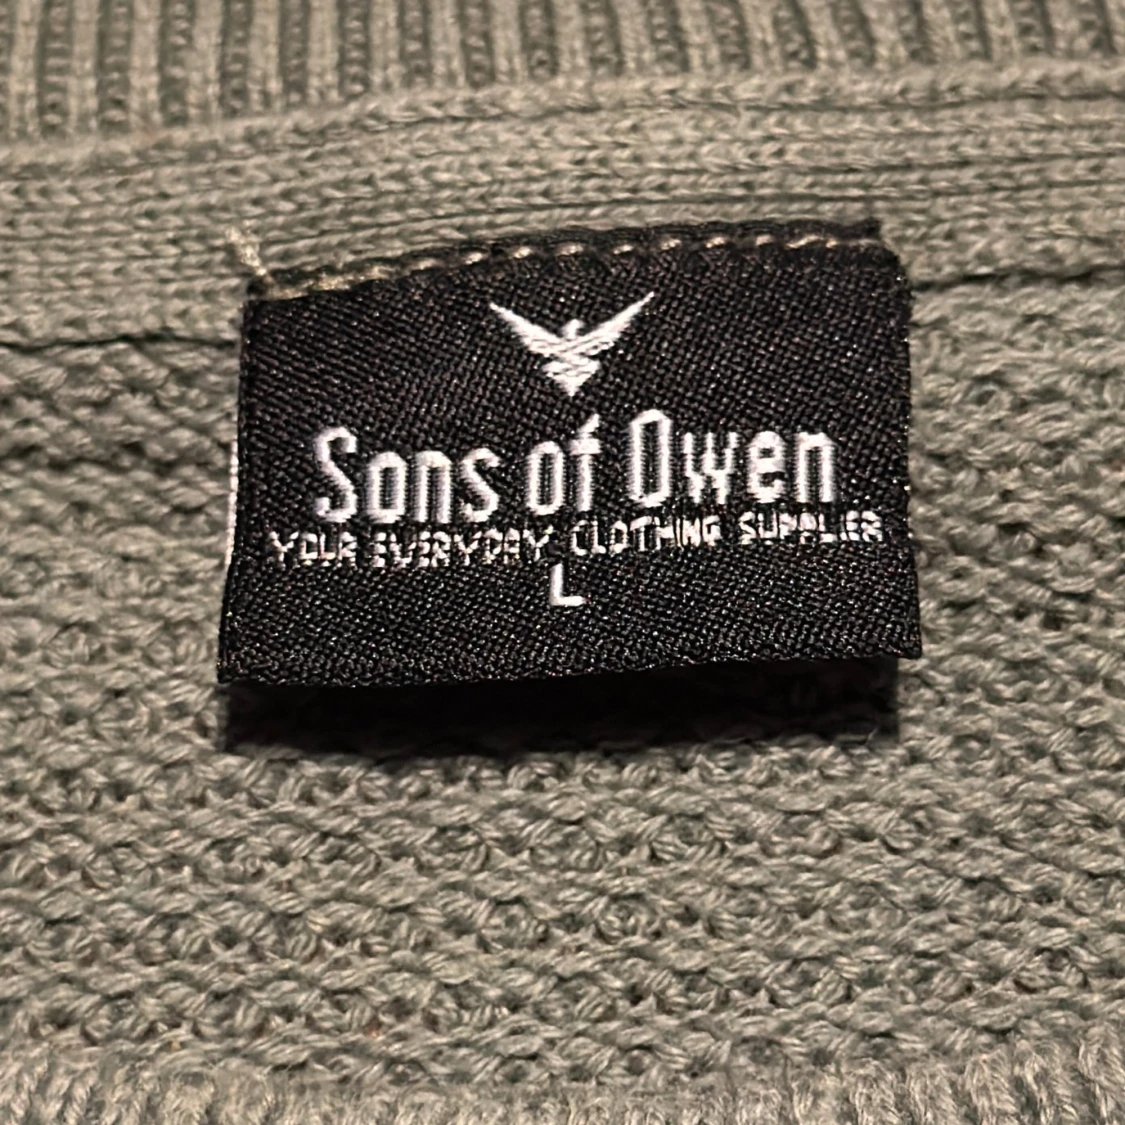 Sons of Owen
YOUR EVERYDAY CLOTHING SUPPLIER
L